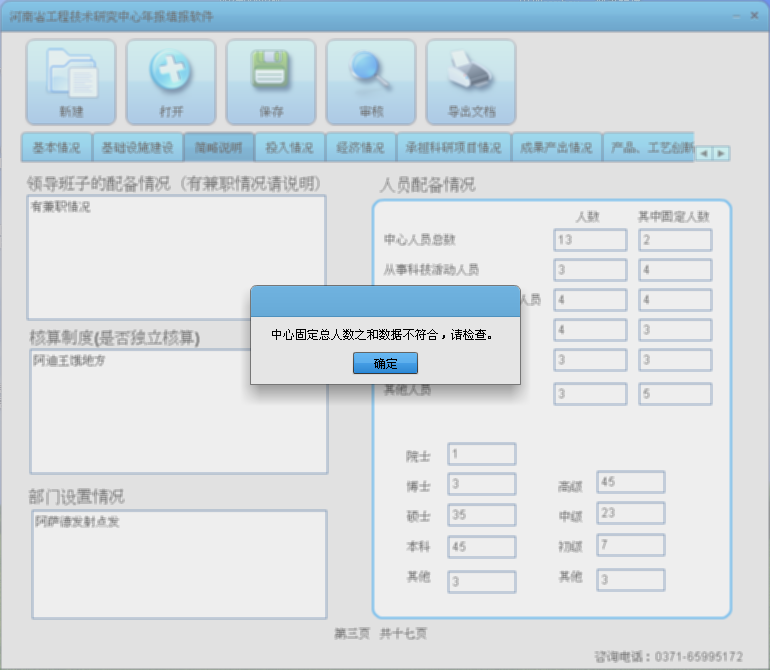 河南省工程技术研究中心年报填报软件
新建
打开
保存
审核
导出文档
基本情况
基础设施建设
简略说明
投入情况
经济情况
承担科研项目情况
成果产出情况
产品、工艺创新
领导班子的配备情况（有兼职情况请说明）
有兼职情况
人员配备情况
人数 其中固定人数
中心人员总数 13 2
从事科技活动人员 3 4
人员 4 4
4 3
3 3
其他人员 3 5
中心固定总人数之和数据不符合，请检查。
确定
核算制度(是否独立核算)
阿迪王饿地方
部门设置情况
阿萨德发射点发
院士 1
博士 3
硕士 35
本科 45
其他 3
高级 45
中级 23
初级 7
其他 3
第三页 共十七页
咨询电话：0371-65995172